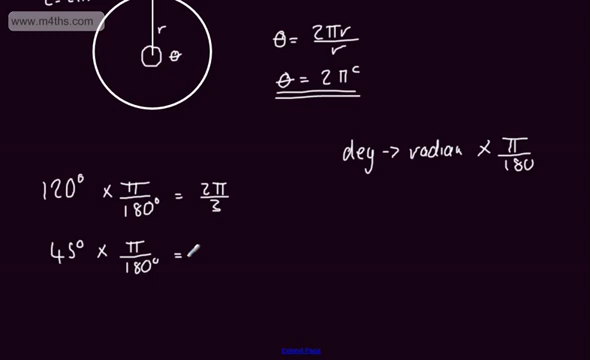 www.m4ths.com
r
θ
θ = 2πr/r
θ = 2π^c
deg -> radian × π/180
120° × π/180° = 2π/3
45° × π/180° =